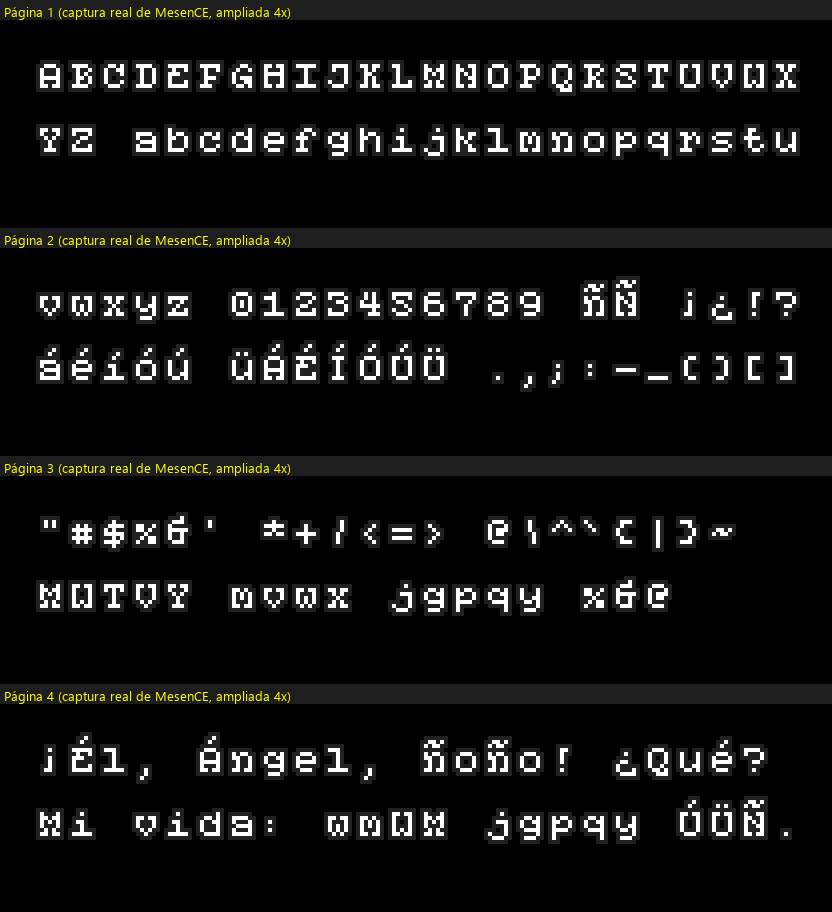 Página 1 (captura real de MesenCE, ampliada 4x)
ABCDEFGHIJKLMNOPQRSTUVWX
YZ abcdefghijklmnopqrstu
Página 2 (captura real de MesenCE, ampliada 4x)
vwxyz 0123456789 ñÑ ¡¿!?
áéíóú üÁÉÍÓÚÜ .,;:-_()[]
Página 3 (captura real de MesenCE, ampliada 4x)
"#$%&' *+/<=> @\^`{|}~
MWTVY mvwx jgpqy %&@
Página 4 (captura real de MesenCE, ampliada 4x)
¡Él, Ángel, ñoño! ¿Qué?
Mi vida: wmWM jgpqy ÚÜÑ.